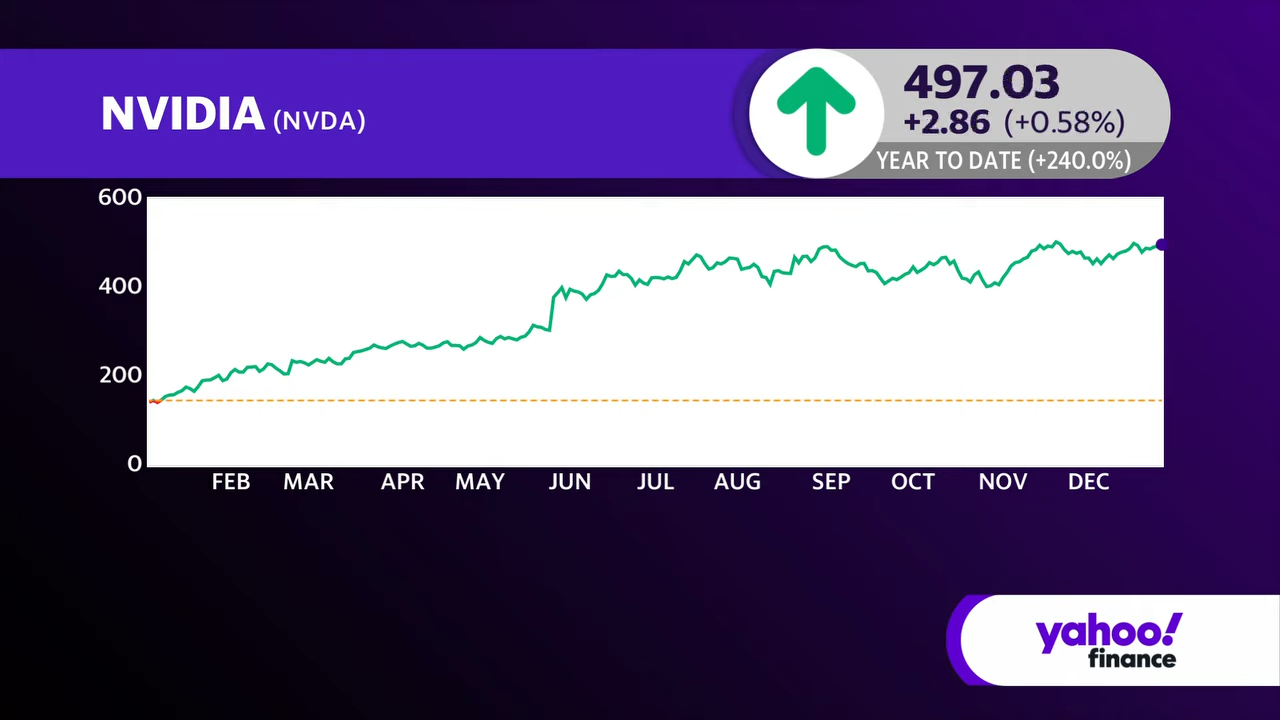 NVIDIA (NVDA)
497.03
+2.86 (+0.58%)
YEAR TO DATE (+240.0%)
600
400
200
0
FEB MAR APR MAY JUN JUL AUG SEP OCT NOV DEC
yahoo!
finance